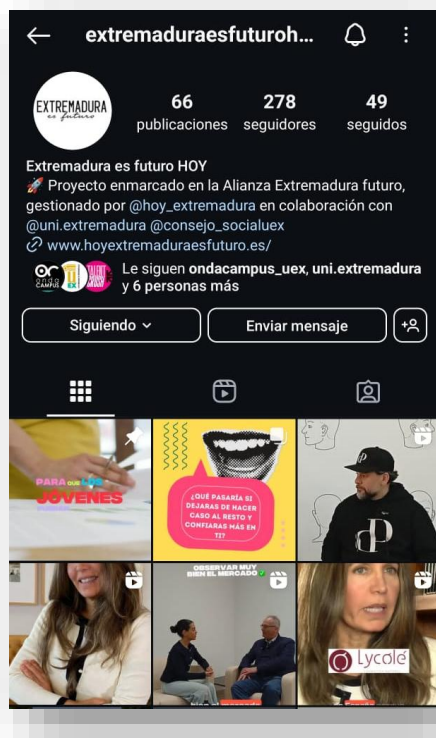 extremaduraesfuturoh...
EXTREMADURA
es futuro
66
278
49
publicaciones
seguidores
seguidos
Extremadura es futuro HOY
🚀 Proyecto enmarcado en la Alianza Extremadura futuro,
gestionado por @hoy_extremadura en colaboración con
@uni.extremadura @consejo_socialuex
www.hoyextremaduraesfuturo.es/
Le siguen ondacampus_uex, uni.extremadura
y 6 personas más
Siguiendo
Enviar mensaje
PARA QUE LOS
JÓVENES
¿QUÉ PASARÍA SI
DEJARAS DE HACER
CASO AL RESTO Y
CONFIARAS MÁS EN
TI?
OBSERVAR MUY
BIEN EL MERCADO
Lycolé